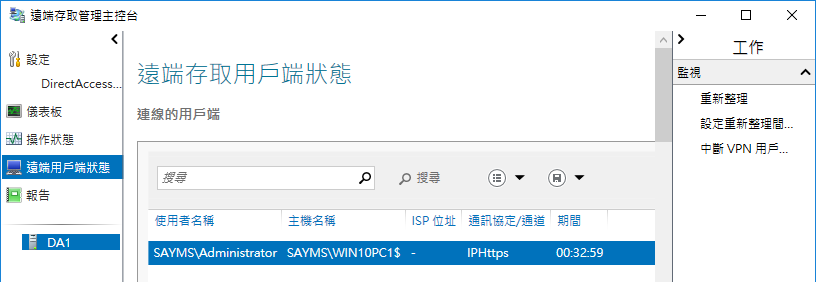 遠端存取管理主控台
設定
DirectAccess...
儀表板
操作狀態
遠端用戶端狀態
報告
DA1
遠端存取用戶端狀態
連線的用戶端
搜尋
搜尋
使用者名稱 主機名稱 ISP 位址 通訊協定/通道 期間
SAYMS\Administrator SAYMS\WIN10PC1$ - IPHttps 00:32:59
工作
監視
重新整理
設定重新整理間...
中斷 VPN 用戶...